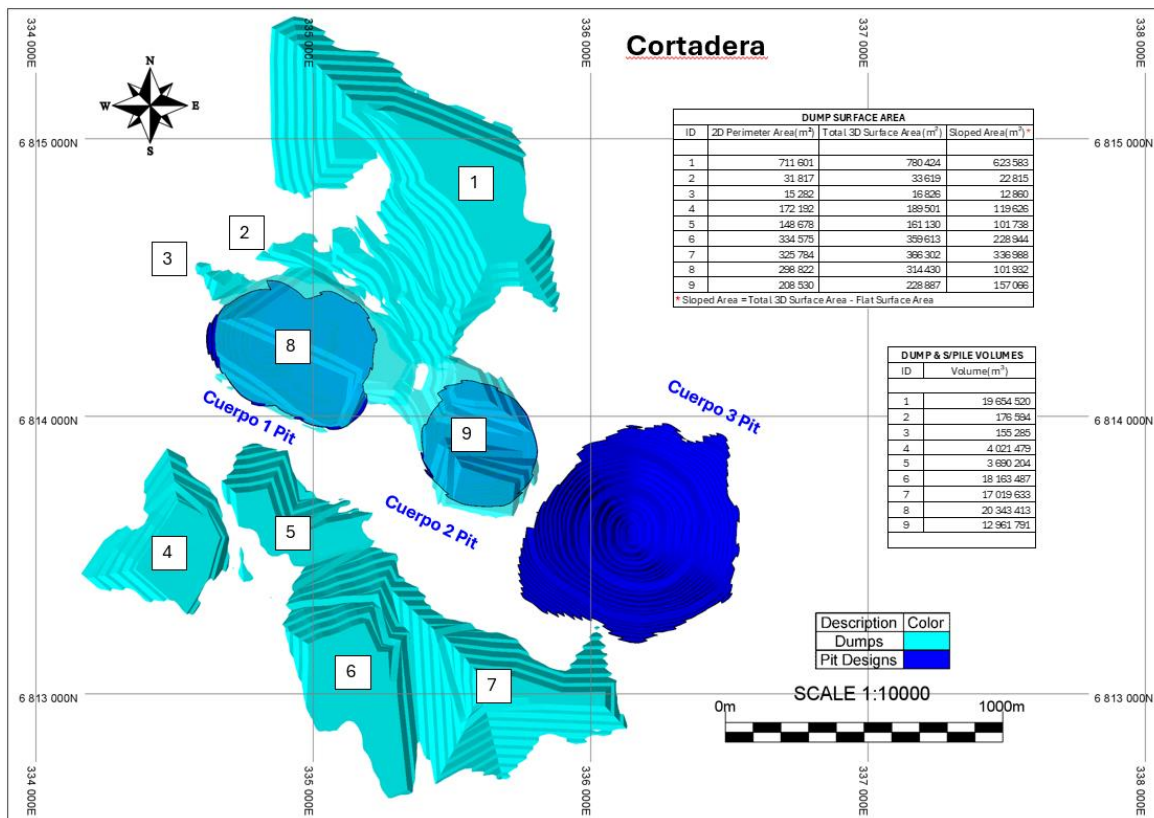 334 000E
335 000E
336 000E
337 000E
338 000E
Cortadera
N
W E
S
6 815 000N
6 815 000N
DUMP SURFACE AREA
ID 2D Perimeter Area(m²) Total 3D Surface Area(m²) Sloped Area(m²)*
1 711 601 780 424 623 583
2 31 817 33 619 22 815
3 15 282 16 826 12 860
4 172 192 189 501 119 626
5 148 678 161 130 101 738
6 334 575 359 613 228 944
7 325 784 366 302 336 988
8 298 822 314 430 101 932
9 208 530 228 887 157 066
* Sloped Area = Total 3D Surface Area - Flat Surface Area
1
2
3
8
DUMP & S/PILE VOLUMES
ID Volume(m³)
1 19 654 520
2 176 594
3 155 285
4 4 021 479
5 3 690 204
6 18 163 487
7 17 019 633
8 20 343 413
9 12 961 791
Cuerpo 1 Pit
Cuerpo 3 Pit
6 814 000N
6 814 000N
9
Cuerpo 2 Pit
5
4
Description Color
Dumps
Pit Designs
6
7
6 813 000N
6 813 000N
SCALE 1:10000
0m 1000m
334 000E
335 000E
336 000E
337 000E
338 000E